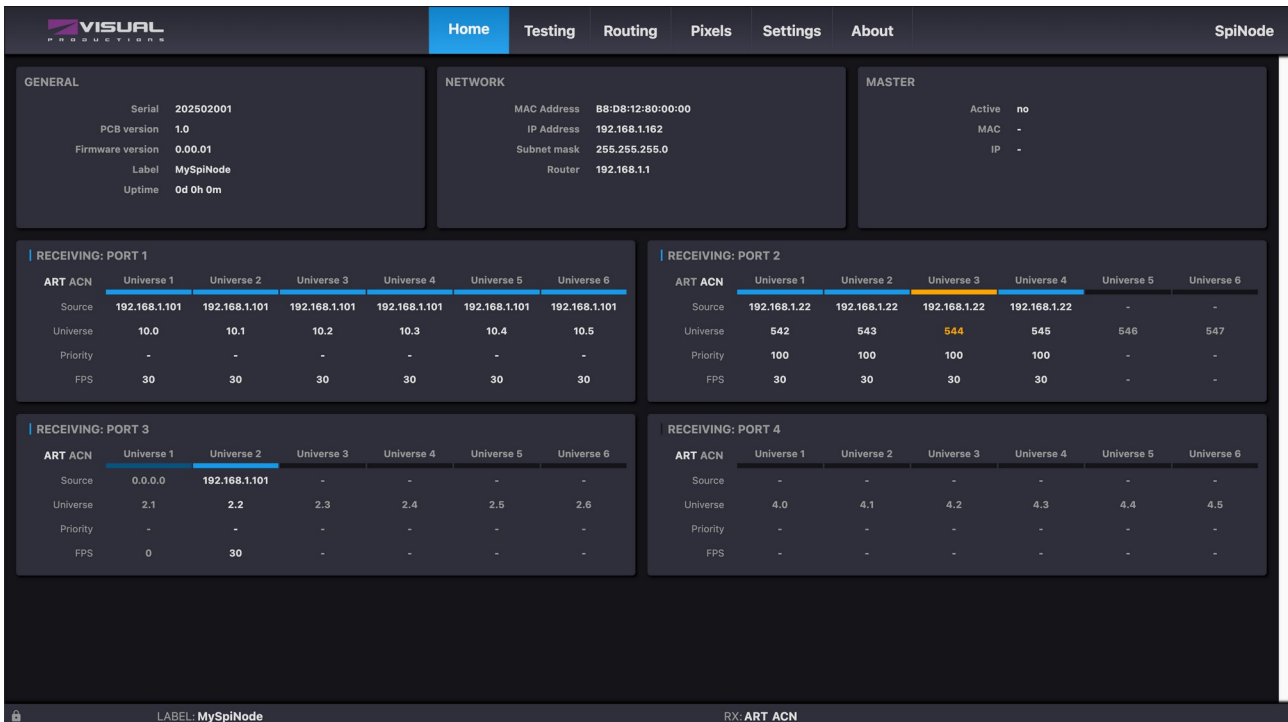 VISUAL
PRODUCTIONS
Home Testing Routing Pixels Settings About SpiNode
GENERAL
Serial 202502001
PCB version 1.0
Firmware version 0.00.01
Label MySpiNode
Uptime 0d 0h 0m
NETWORK
MAC Address B8:D8:12:80:00:00
IP Address 192.168.1.162
Subnet mask 255.255.255.0
Router 192.168.1.1
MASTER
Active no
MAC -
IP -
RECEIVING: PORT 1
ART ACN Universe 1 Universe 2 Universe 3 Universe 4 Universe 5 Universe 6
Source 192.168.1.101 192.168.1.101 192.168.1.101 192.168.1.101 192.168.1.101 192.168.1.101
Universe 10.0 10.1 10.2 10.3 10.4 10.5
Priority - - - - - -
FPS 30 30 30 30 30 30
RECEIVING: PORT 2
ART ACN Universe 1 Universe 2 Universe 3 Universe 4 Universe 5 Universe 6
Source 192.168.1.22 192.168.1.22 192.168.1.22 192.168.1.22 - -
Universe 542 543 544 545 546 547
Priority 100 100 100 100 - -
FPS 30 30 30 30 - -
RECEIVING: PORT 3
ART ACN Universe 1 Universe 2 Universe 3 Universe 4 Universe 5 Universe 6
Source 0.0.0.0 192.168.1.101 - - - -
Universe 2.1 2.2 2.3 2.4 2.5 2.6
Priority - - - - - -
FPS 0 30 - - - -
RECEIVING: PORT 4
ART ACN Universe 1 Universe 2 Universe 3 Universe 4 Universe 5 Universe 6
Source - - - - - -
Universe 4.0 4.1 4.2 4.3 4.4 4.5
Priority - - - - - -
FPS - - - - - -
LABEL: MySpiNode RX: ART ACN